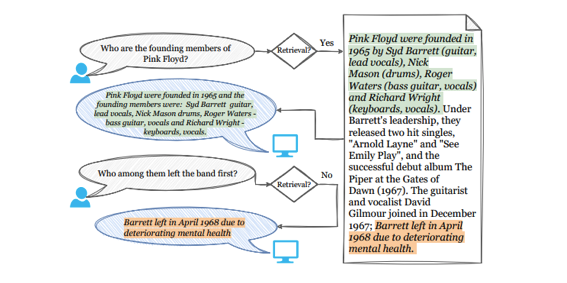 Who are the founding members of
Pink Floyd?
Retrieval?
Yes
Pink Floyd were founded in 1965 and the
founding members were:  Syd Barrett  guitar,
lead vocals, Nick Mason drums, Roger Waters -
bass guitar, vocals and Richard Wright -
keyboards, vocals.
Who among them left the band first?
Retrieval?
No
Barrett left in April 1968 due to
deteriorating mental health
Pink Floyd were founded in
1965 by Syd Barrett (guitar,
lead vocals), Nick
Mason (drums), Roger
Waters (bass guitar, vocals)
and Richard Wright
(keyboards, vocals). Under
Barrett's leadership, they
released two hit singles,
"Arnold Layne" and "See
Emily Play", and the
successful debut album The
Piper at the Gates of
Dawn (1967). The guitarist
and vocalist David
Gilmour joined in December
1967; Barrett left in April
1968 due to deteriorating
mental health.